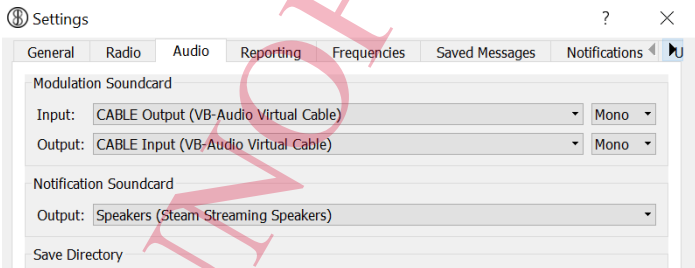 Settings
General Radio Audio Reporting Frequencies Saved Messages Notifications U
Modulation Soundcard
Input: CABLE Output (VB-Audio Virtual Cable) Mono
Output: CABLE Input (VB-Audio Virtual Cable) Mono
Notification Soundcard
Output: Speakers (Steam Streaming Speakers)
Save Directory